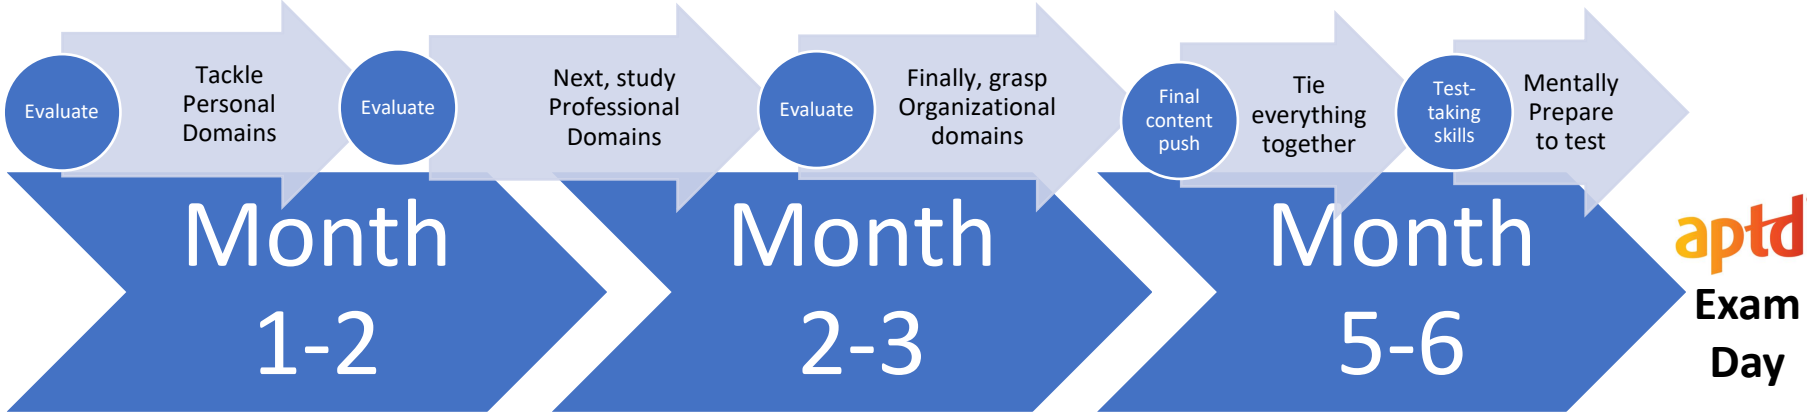 Evaluate
Tackle
Personal
Domains
Evaluate
Next, study
Professional
Domains
Evaluate
Finally, grasp
Organizational
domains
Final
content
push
Tie
everything
together
Test-
taking
skills
Mentally
Prepare
to test
Month
1-2
Month
2-3
Month
5-6
aptd
Exam
Day